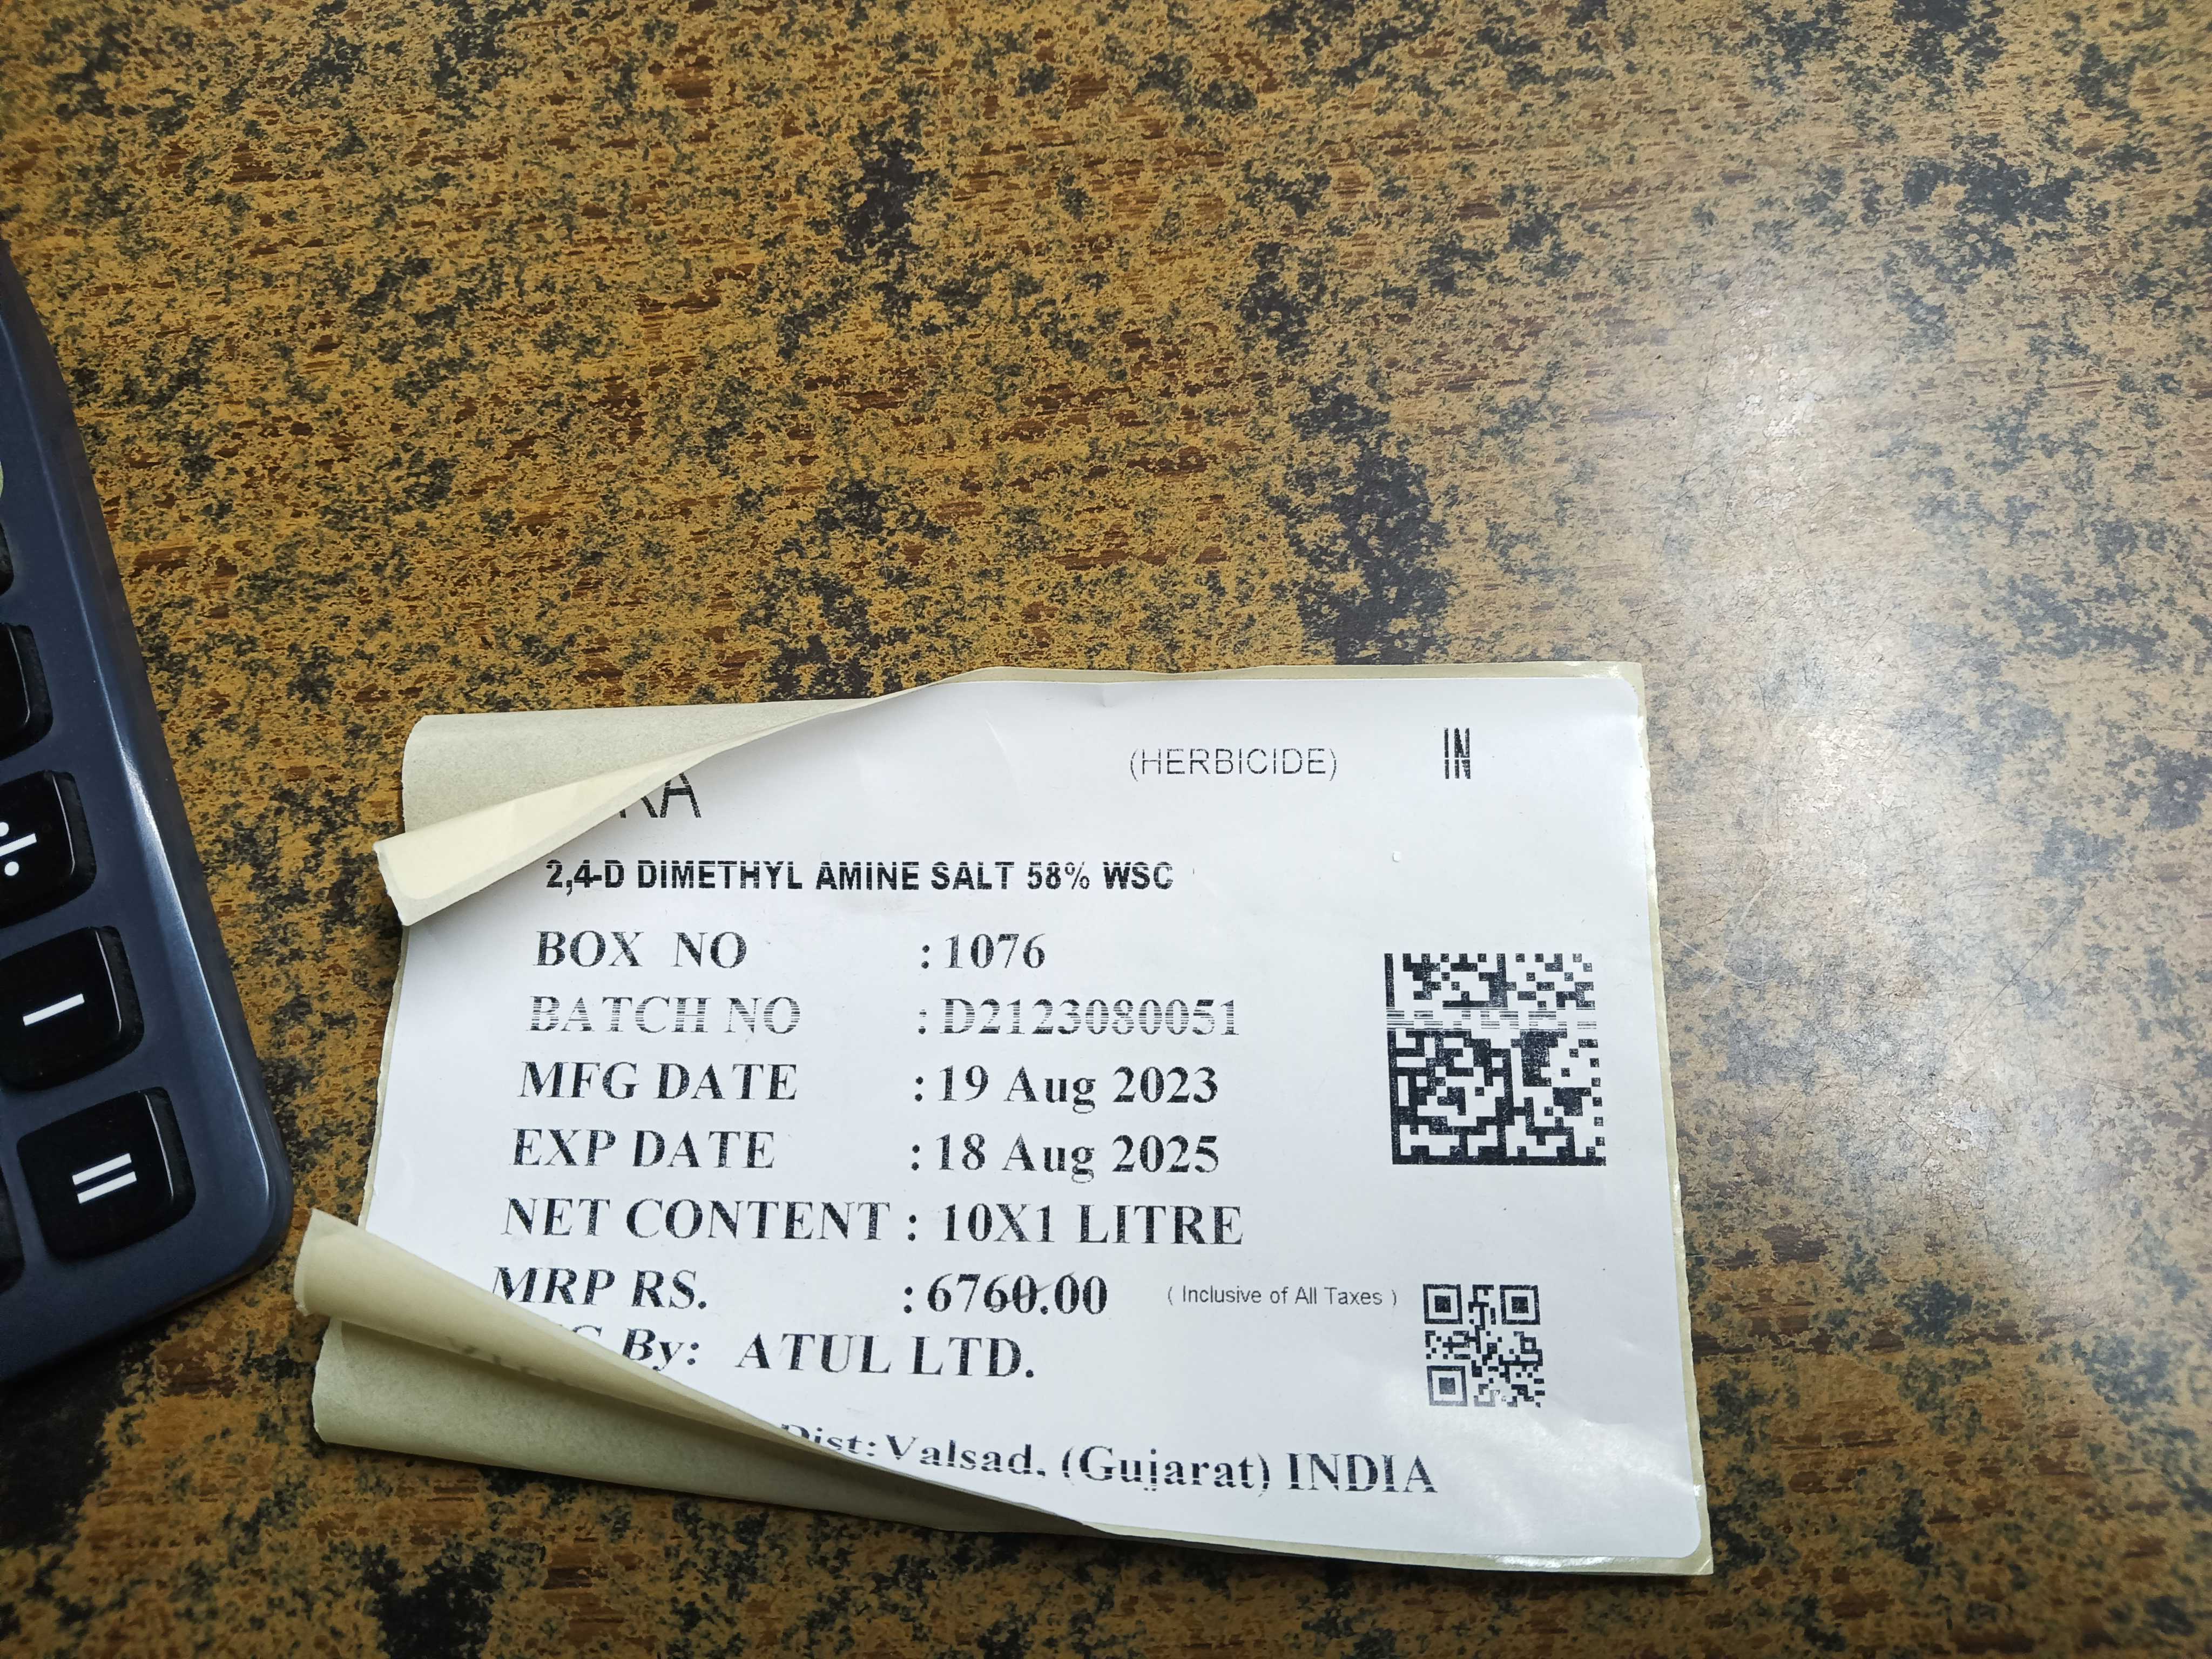 (HERBICIDE) IN
2,4-D DIMETHYL AMINE SALT 58% WSC
BOX NO : 1076
BATCH NO : D2123080051
MFG DATE : 19 Aug 2023
EXP DATE : 18 Aug 2025
NET CONTENT : 10X1 LITRE
MRP RS. : 6760.00 ( Inclusive of All Taxes )
By: ATUL LTD.
Dist: Valsad, (Gujarat) INDIA
÷
−
=